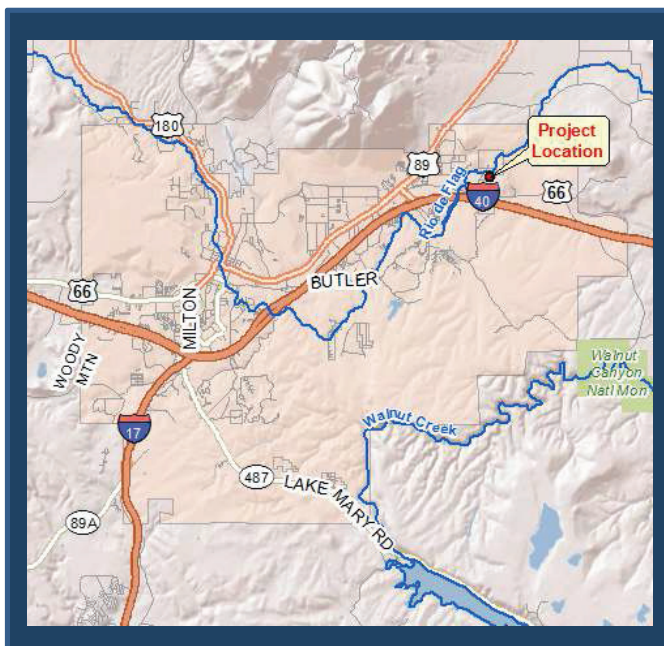 180
Project
Location
89
66
Rio de Flag
40
BUTLER
66
MILTON
WOODY
MTN
Walnut
Canyon
Natl Mon
Walnut Creek
17
487
LAKE MARY RD
89A